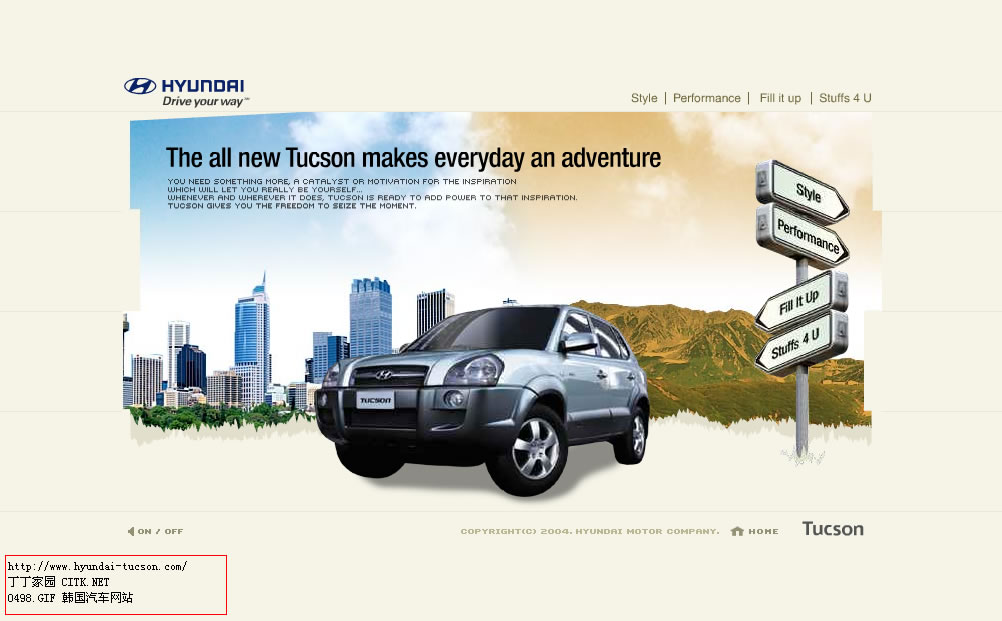 HYUNDAI
Drive your way™
Style | Performance | Fill it up | Stuffs 4 U
The all new Tucson makes everyday an adventure
YOU NEED SOMETHING MORE, A CATALYST OR MOTIVATION FOR THE INSPIRATION
WHICH WILL LET YOU REALLY BE YOURSELF...
WHENEVER AND WHEREVER IT DOES, TUCSON IS READY TO ADD POWER TO THAT INSPIRATION.
TUCSON GIVES YOU THE FREEDOM TO SEIZE THE MOMENT.
Style
Performance
Fill It Up
Stuffs 4 U
TUCSON
ON / OFF
COPYRIGHT(C) 2004. HYUNDAI MOTOR COMPANY.
HOME
Tucson
http://www.hyundai-tucson.com/
丁丁家园 CITK.NET
0498.GIF 韩国汽车网站